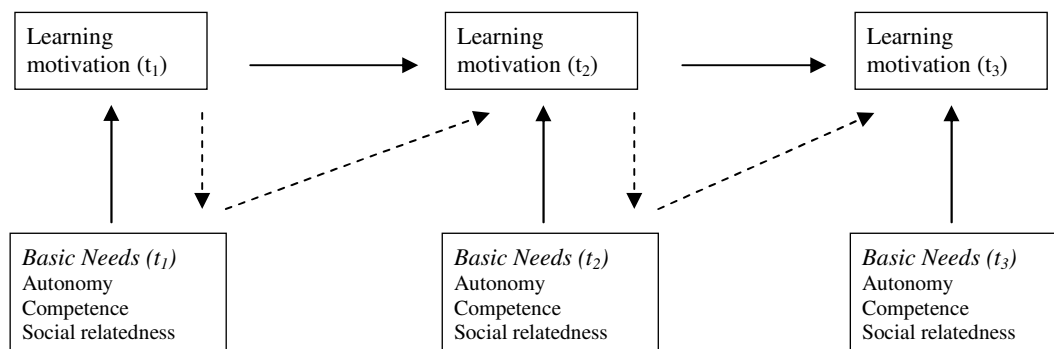 Learning
motivation (t₁)
Learning
motivation (t₂)
Learning
motivation (t₃)
Basic Needs (t₁)
Autonomy
Competence
Social relatedness
Basic Needs (t₂)
Autonomy
Competence
Social relatedness
Basic Needs (t₃)
Autonomy
Competence
Social relatedness